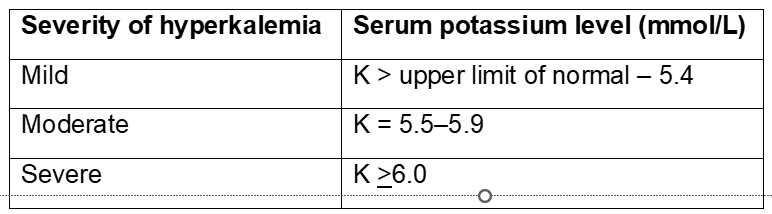 Severity of hyperkalemia Serum potassium level (mmol/L)
Mild K > upper limit of normal – 5.4
Moderate K = 5.5–5.9
Severe K ≥6.0